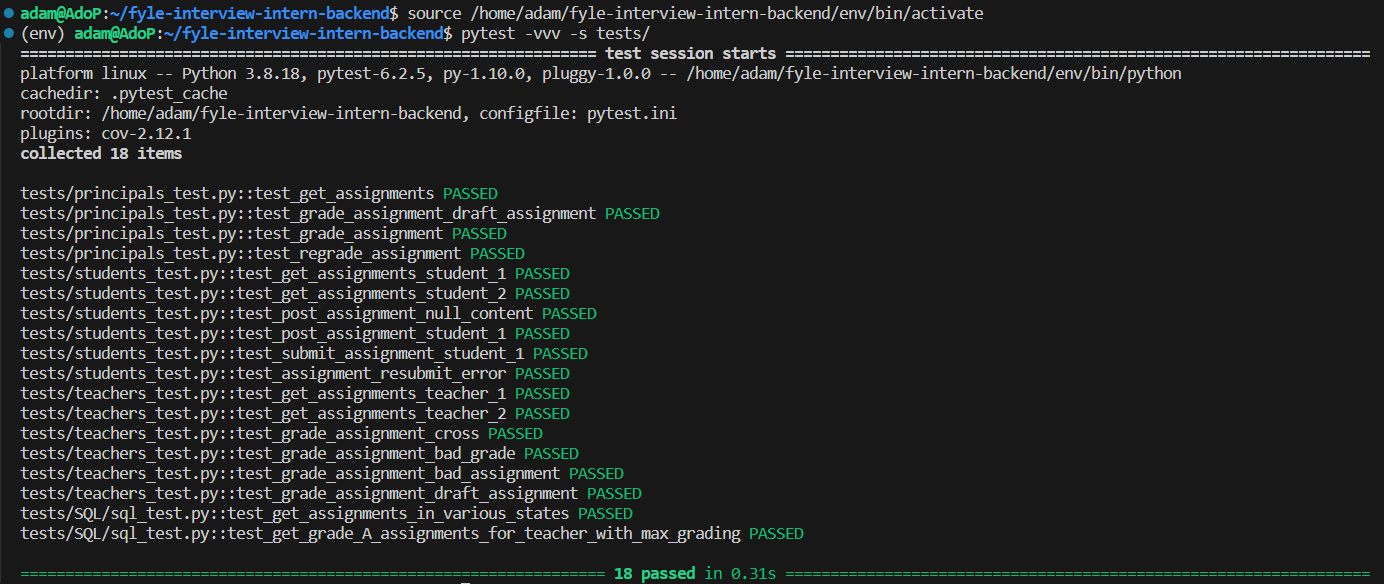 adam@AdoP:~/fyle-interview-intern-backend$ source /home/adam/fyle-interview-intern-backend/env/bin/activate
(env) adam@AdoP:~/fyle-interview-intern-backend$ pytest -vvv -s tests/
================================================================ test session starts =================================================================
platform linux -- Python 3.8.18, pytest-6.2.5, py-1.10.0, pluggy-1.0.0 -- /home/adam/fyle-interview-intern-backend/env/bin/python
cachedir: .pytest_cache
rootdir: /home/adam/fyle-interview-intern-backend, configfile: pytest.ini
plugins: cov-2.12.1
collected 18 items
tests/principals_test.py::test_get_assignments PASSED
tests/principals_test.py::test_grade_assignment_draft_assignment PASSED
tests/principals_test.py::test_grade_assignment PASSED
tests/principals_test.py::test_regrade_assignment PASSED
tests/students_test.py::test_get_assignments_student_1 PASSED
tests/students_test.py::test_get_assignments_student_2 PASSED
tests/students_test.py::test_post_assignment_null_content PASSED
tests/students_test.py::test_post_assignment_student_1 PASSED
tests/students_test.py::test_submit_assignment_student_1 PASSED
tests/students_test.py::test_assignment_resubmit_error PASSED
tests/teachers_test.py::test_get_assignments_teacher_1 PASSED
tests/teachers_test.py::test_get_assignments_teacher_2 PASSED
tests/teachers_test.py::test_grade_assignment_cross PASSED
tests/teachers_test.py::test_grade_assignment_bad_grade PASSED
tests/teachers_test.py::test_grade_assignment_bad_assignment PASSED
tests/teachers_test.py::test_grade_assignment_draft_assignment PASSED
tests/SQL/sql_test.py::test_get_assignments_in_various_states PASSED
tests/SQL/sql_test.py::test_get_grade_A_assignments_for_teacher_with_max_grading PASSED
================================================================= 18 passed in 0.31s =================================================================